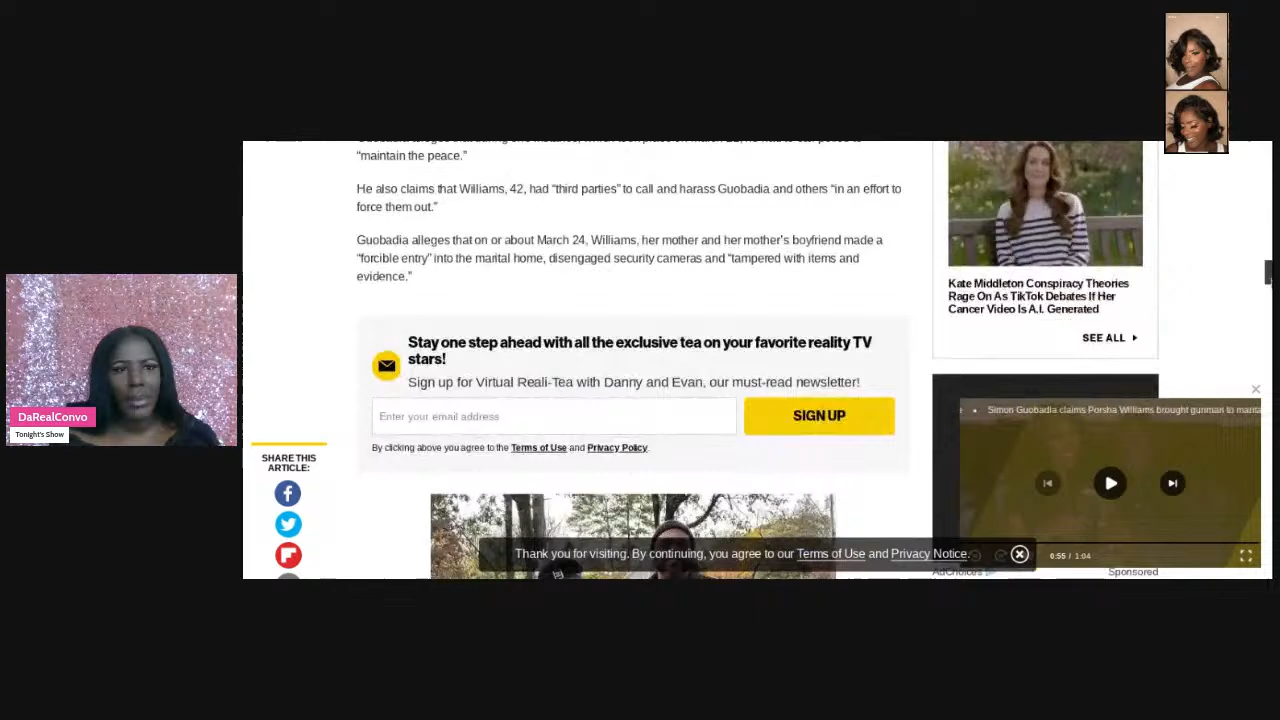 “maintain the peace.”
He also claims that Williams, 42, had “third parties” to call and harass Guobadia and others “in an effort to
force them out.”
Guobadia alleges that on or about March 24, Williams, her mother and her mother’s boyfriend made a
“forcible entry” into the marital home, disengaged security cameras and “tampered with items and
evidence.”
Stay one step ahead with all the exclusive tea on your favorite reality TV
stars!
Sign up for Virtual Reali-Tea with Danny and Evan, our must-read newsletter!
Enter your email address
SIGN UP
By clicking above you agree to the Terms of Use and Privacy Policy.
SHARE THIS
ARTICLE:
DaRealConvo
Tonight's Show
Thank you for visiting. By continuing, you agree to our Terms of Use and Privacy Notice.
Kate Middleton Conspiracy Theories
Rage On As TikTok Debates If Her
Cancer Video Is A.I. Generated
SEE ALL
Simon Guobadia claims Porsha Williams brought gunman to
0:55 / 1:04
AdChoices
Sponsored